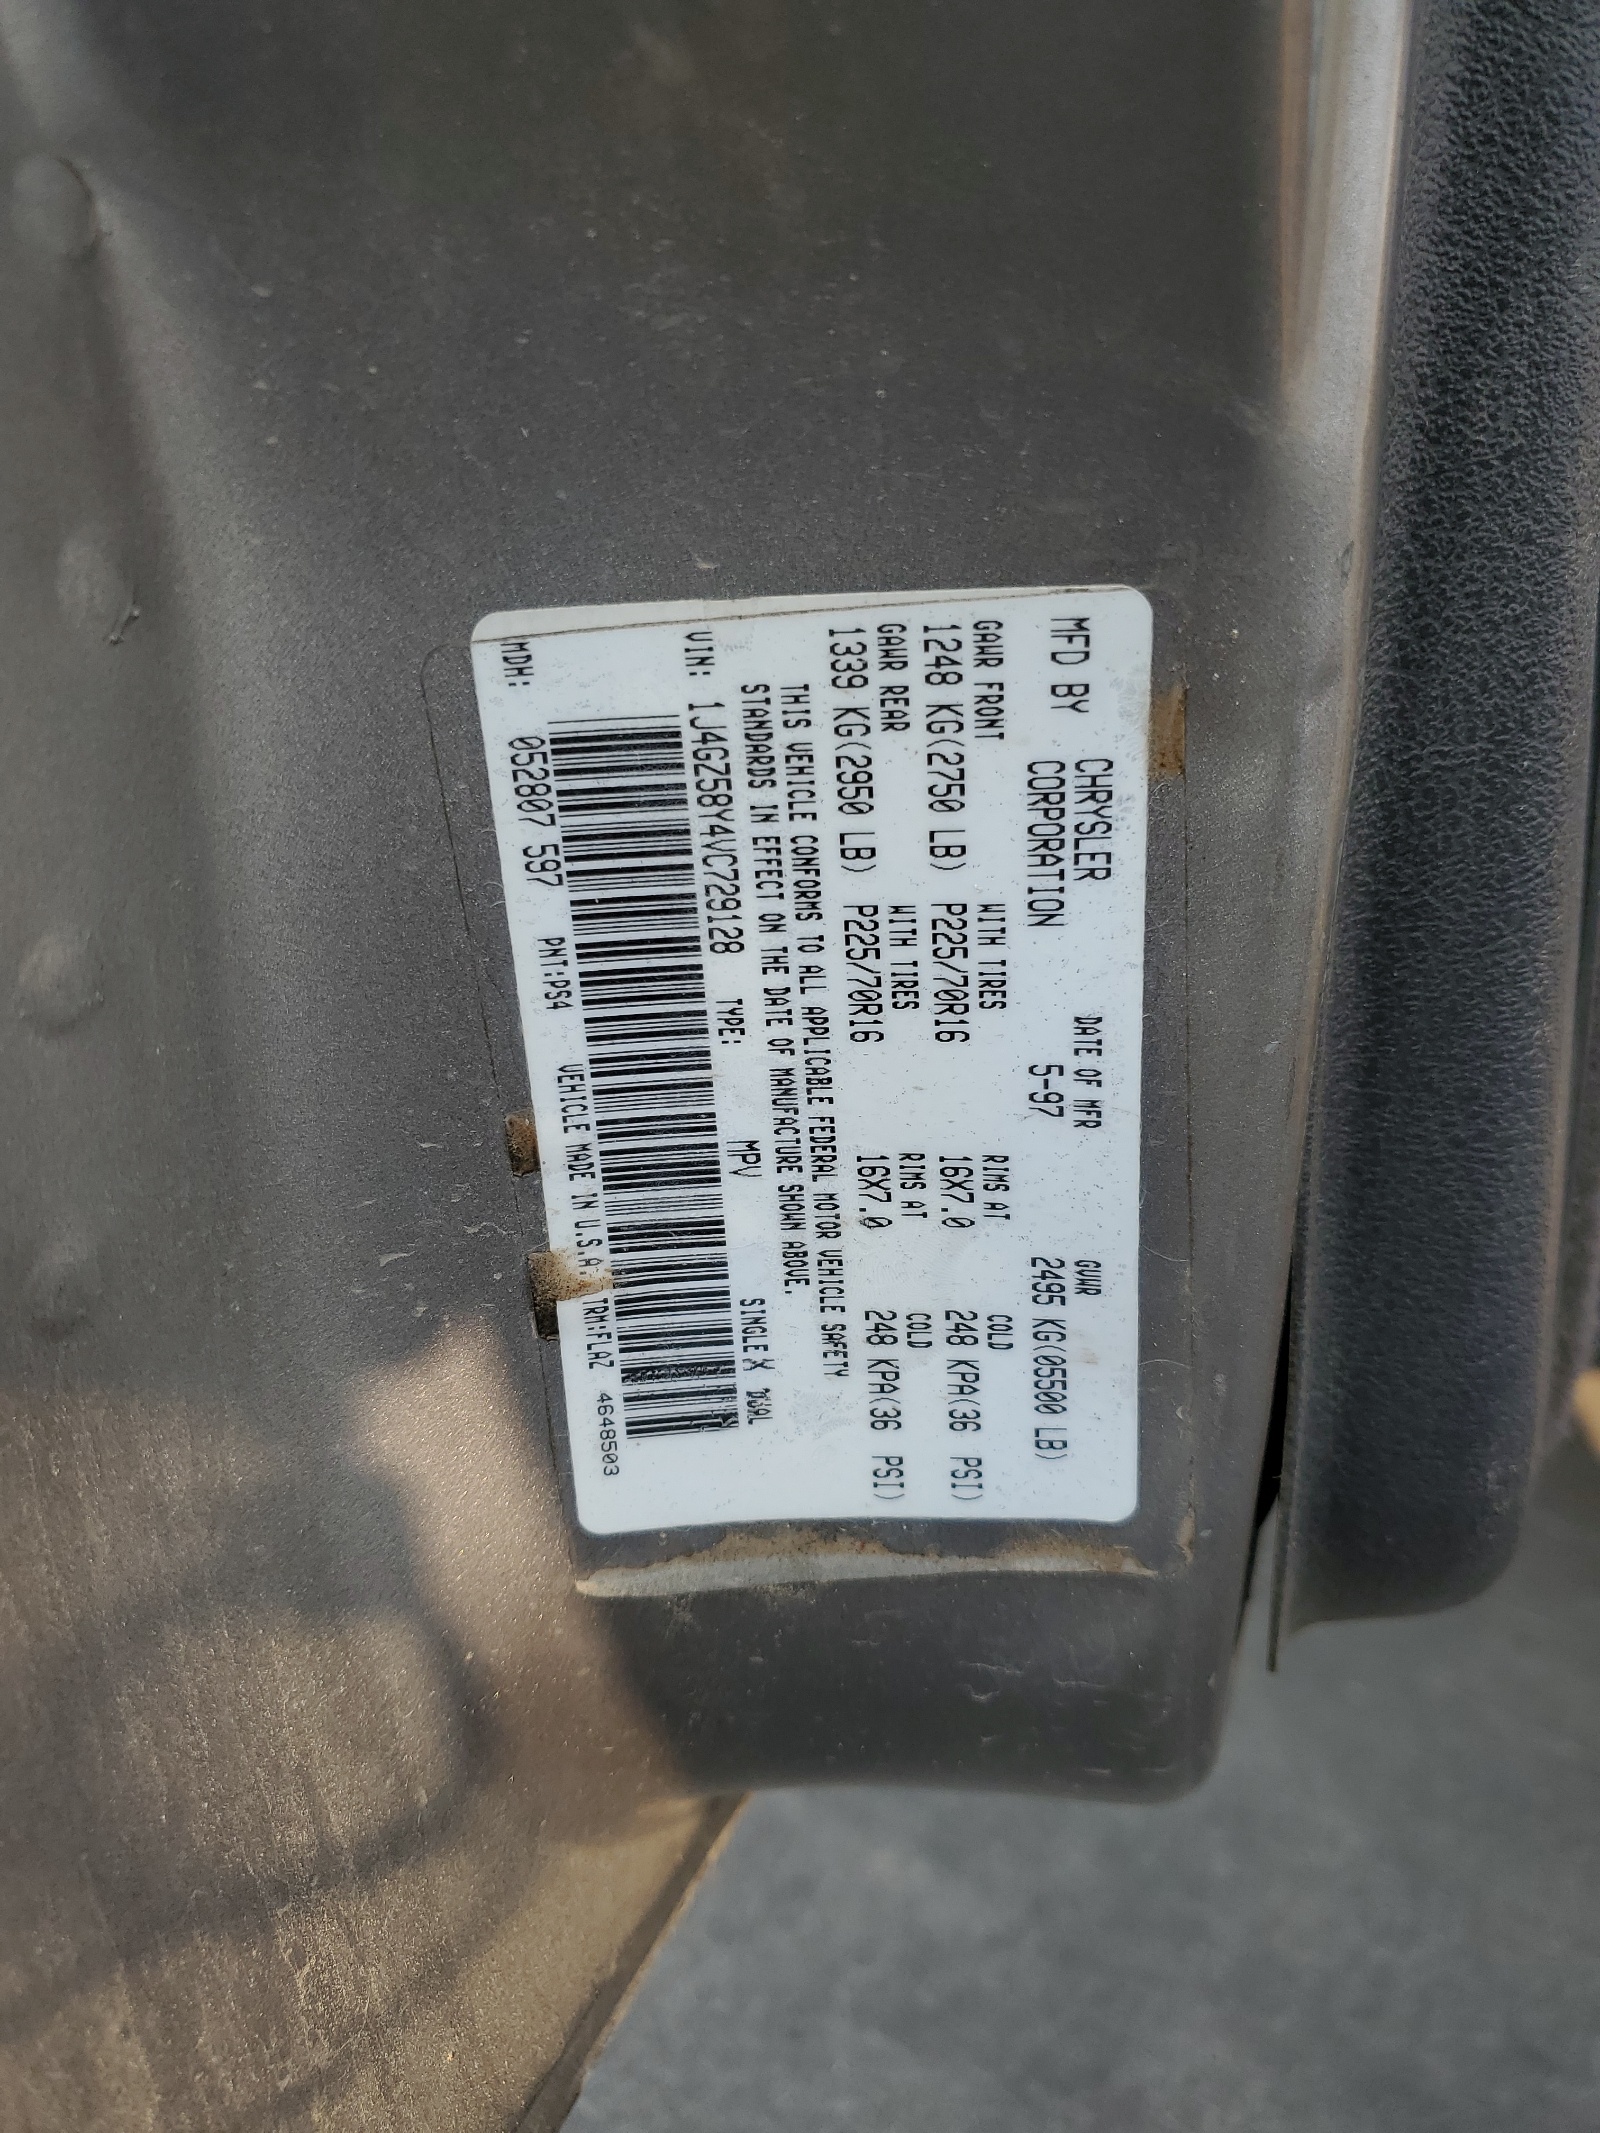 MFD BY CHRYSLER CORPORATION DATE OF MFR 5-97 GVWR 2495 KG(05500 LB)
GAWR FRONT WITH TIRES RIMS AT COLD
1248 KG(2750 LB) P225/70R16 16X7.0 248 KPA(36 PSI)
GAWR REAR WITH TIRES RIMS AT COLD
1339 KG(2950 LB) P225/70R16 16X7.0 248 KPA(36 PSI)
THIS VEHICLE CONFORMS TO ALL APPLICABLE FEDERAL MOTOR VEHICLE SAFETY
STANDARDS IN EFFECT ON THE DATE OF MANUFACTURE SHOWN ABOVE.
VIN: 1J4GZ58Y4VC729128 TYPE: MPV SINGLE X DUAL
MDH: 052807 597 PNT:PS4 VEHICLE MADE IN U.S.A. TRM:FLAZ 4648503